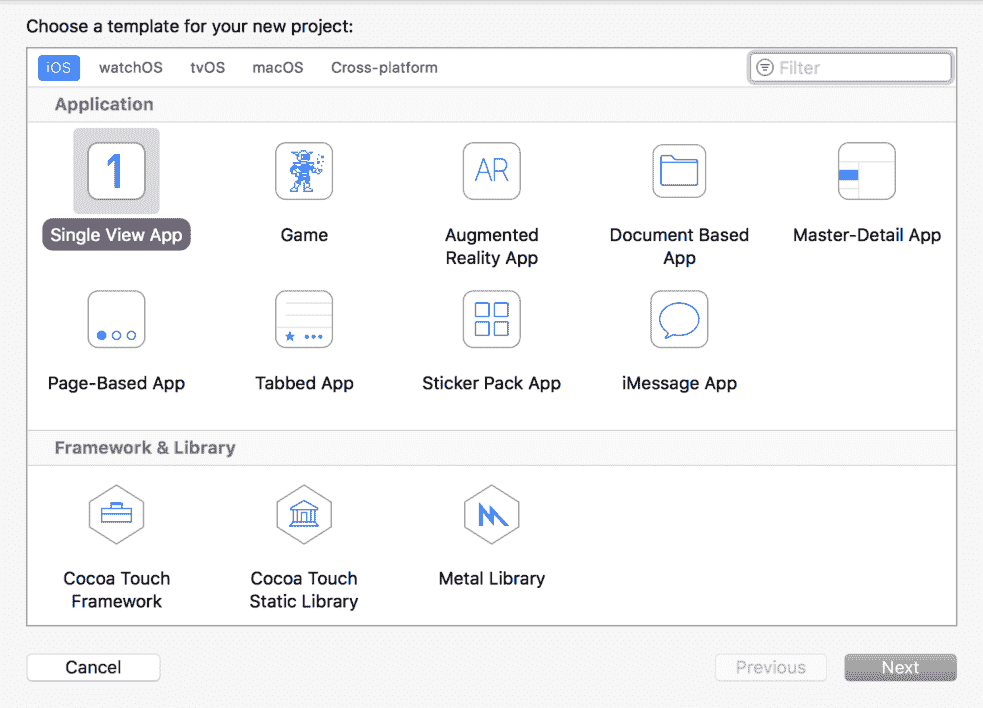 Choose a template for your new project:
iOS watchOS tvOS macOS Cross-platform Filter
Application
1 AR
Single View App Game Augmented Reality App Document Based App Master-Detail App
Page-Based App Tabbed App Sticker Pack App iMessage App
Framework & Library
Cocoa Touch Framework Cocoa Touch Static Library Metal Library
Cancel Previous Next